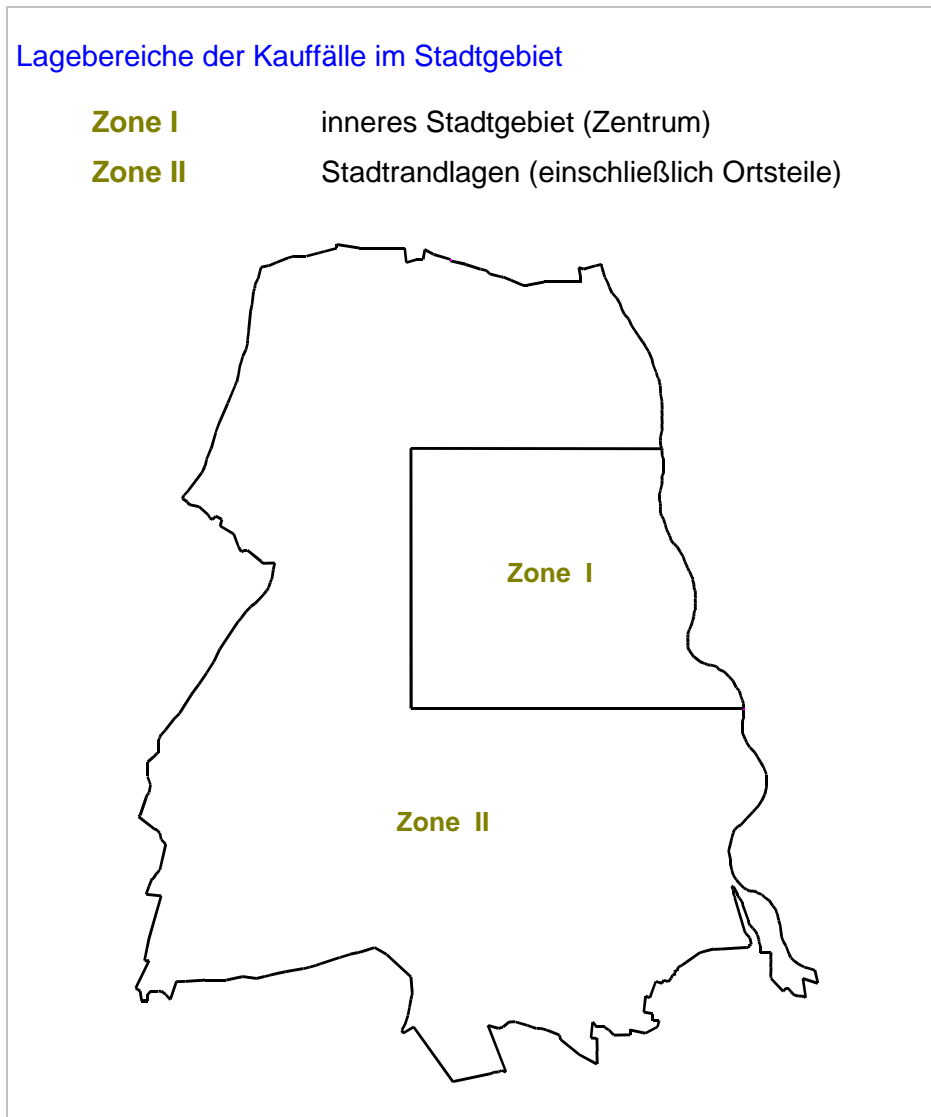 Lagebereiche der Kauffälle im Stadtgebiet
Zone I inneres Stadtgebiet (Zentrum)
Zone II Stadtrandlagen (einschließlich Ortsteile)
Zone I
Zone II